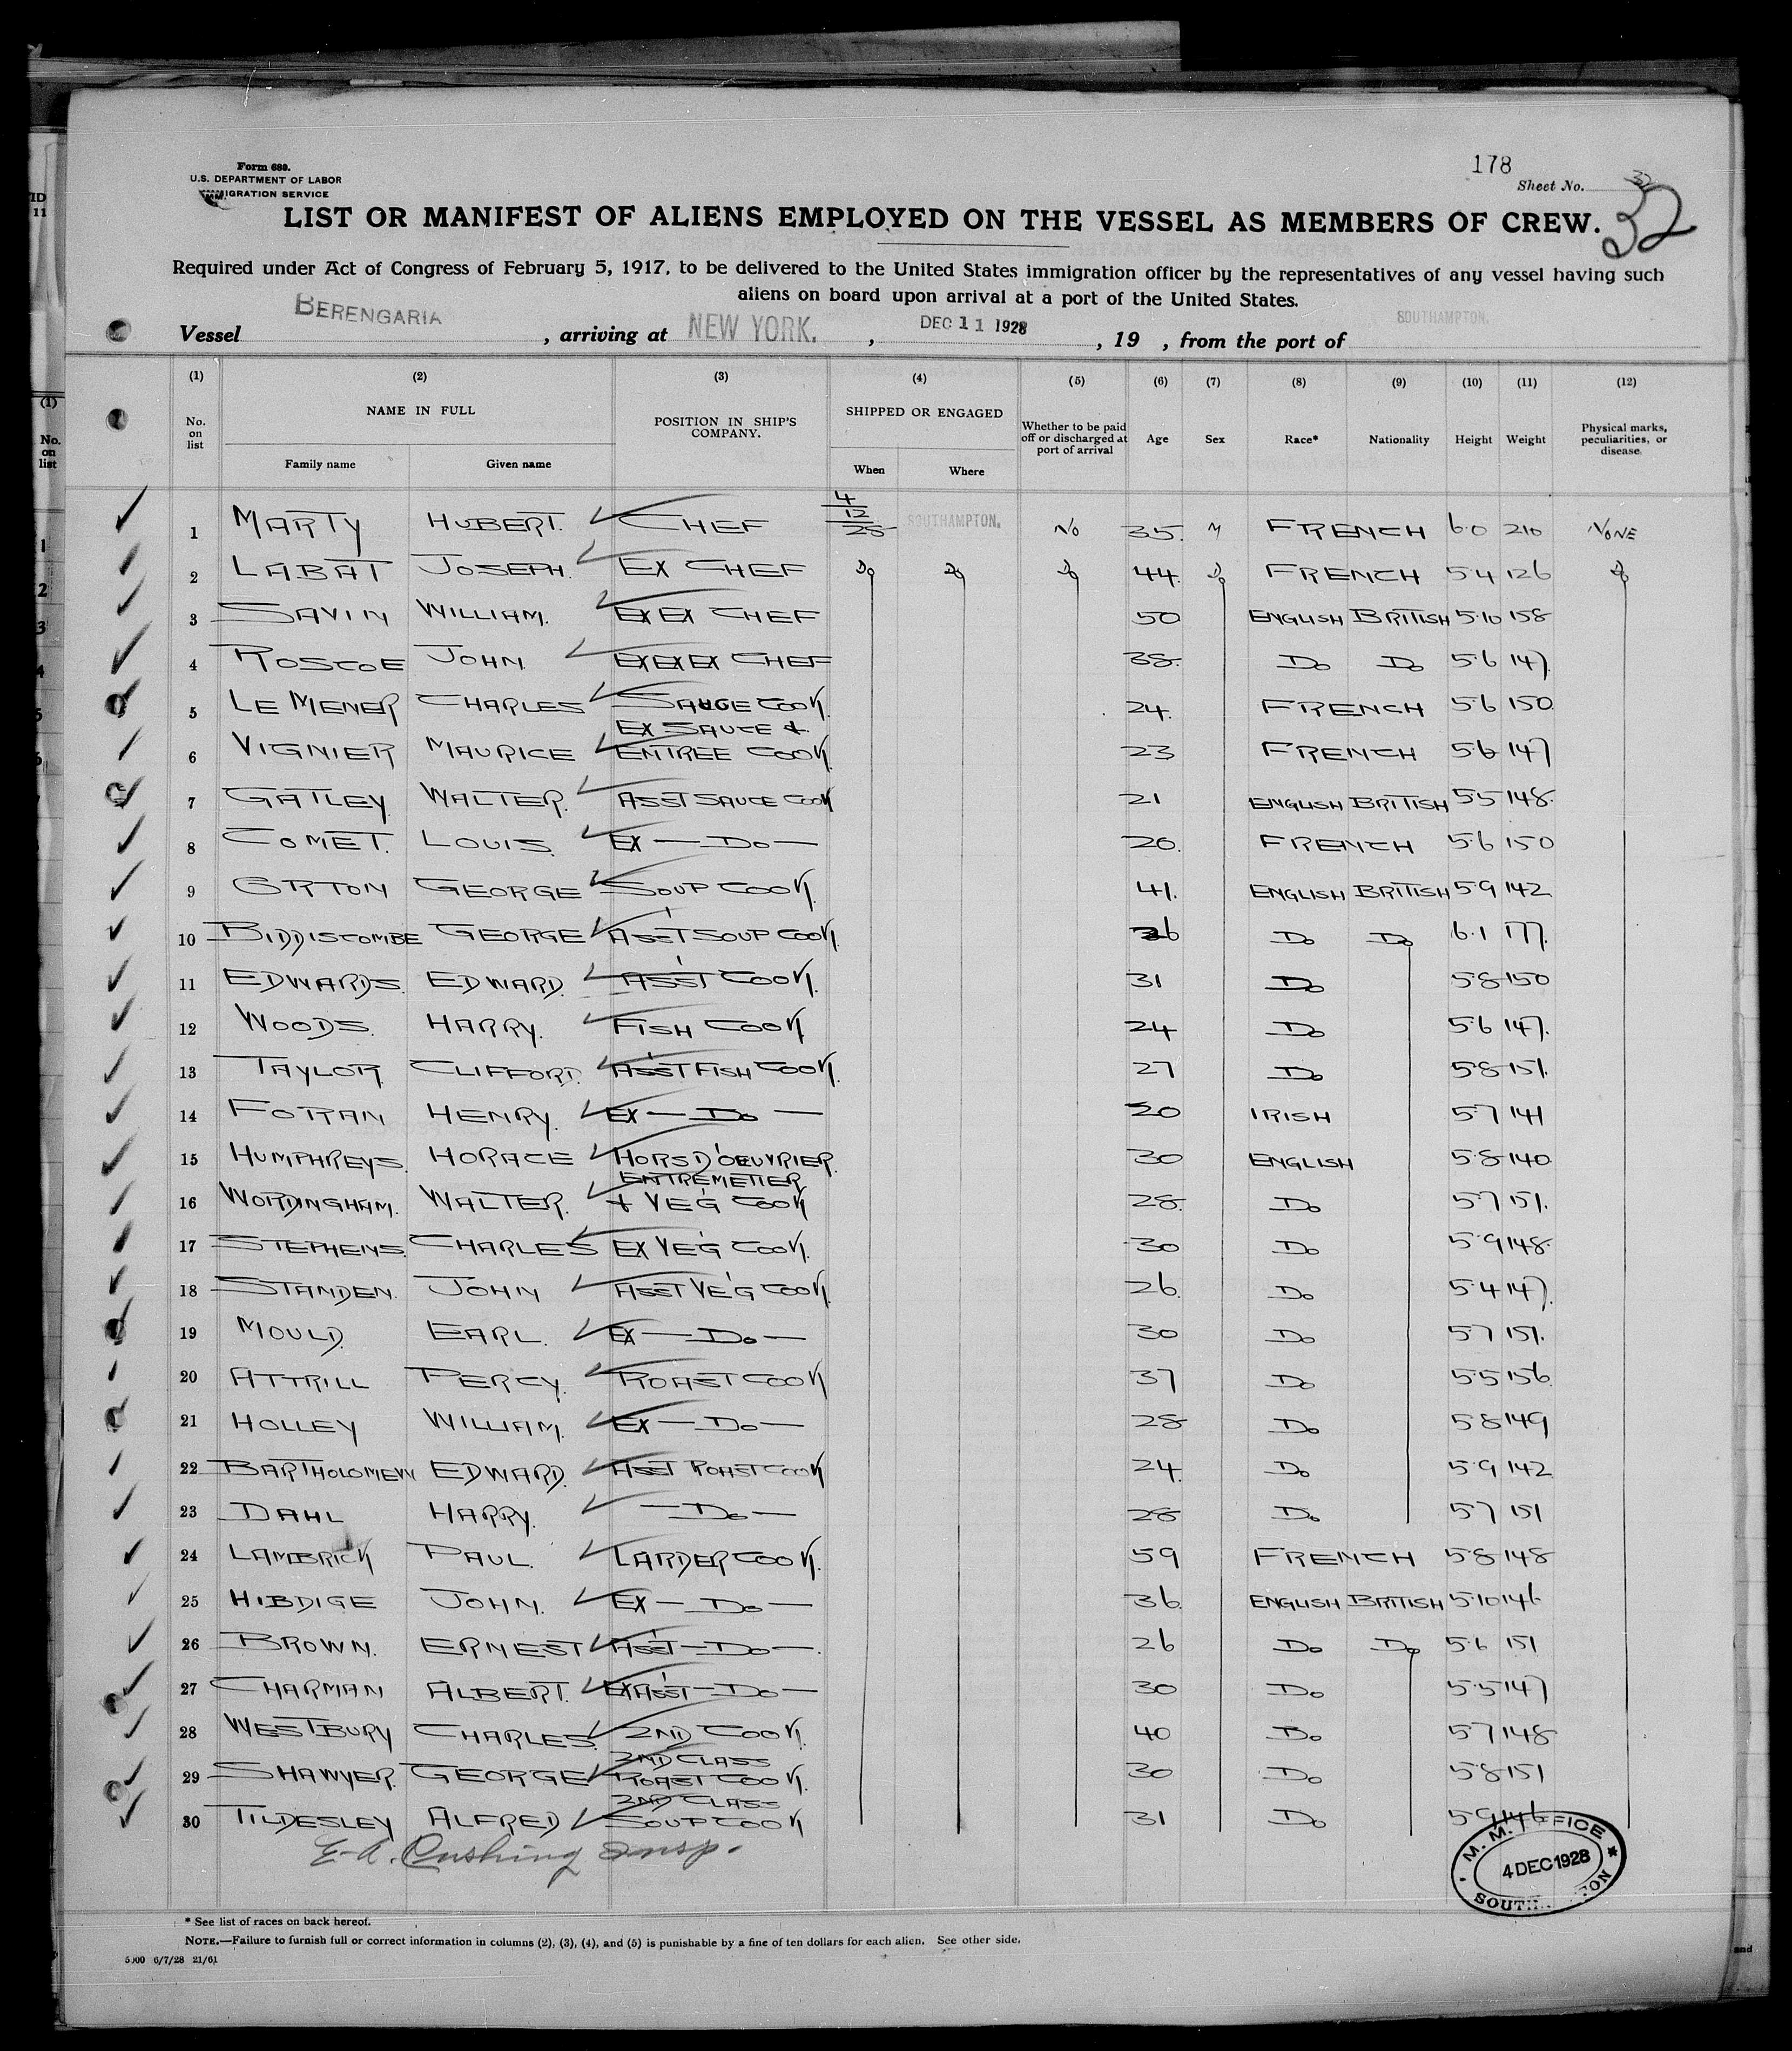 Form 680.
U.S. DEPARTMENT OF LABOR
IMMIGRATION SERVICE
178
Sheet No. 32
32
LIST OR MANIFEST OF ALIENS EMPLOYED ON THE VESSEL AS MEMBERS OF CREW.
Required under Act of Congress of February 5, 1917, to be delivered to the United States immigration officer by the representatives of any vessel having such
aliens on board upon arrival at a port of the United States.
Vessel BERENGARIA, arriving at NEW YORK., DEC 11 1928, 19 , from the port of SOUTHAMPTON.
(1) (2) (3) (4) (5) (6) (7) (8) (9) (10) (11) (12)
No. on list NAME IN FULL POSITION IN SHIP'S COMPANY. SHIPPED OR ENGAGED Whether to be paid off or discharged at port of arrival Age Sex Race* Nationality Height Weight Physical marks, peculiarities, or disease
Family name Given name When Where
1 MARTY HUBERT. CHEF 4/12/28 SOUTHAMPTON. NO 35. M FRENCH 6.0 210 NONE
2 LABAT JOSEPH. EX CHEF Do Do Do 44. Do FRENCH 5.4 126 Do
3 SAVIN WILLIAM. EX EX CHEF 50 ENGLISH BRITISH 5.10 158
4 ROSCOE JOHN. EX EX EX CHEF 38. Do Do 5.6 147.
5 LE MENER CHARLES SAUCE COOK. 24. FRENCH 5.6 150
6 VIGNIER MAURICE EX SAUCE & ENTREE COOK. 23 FRENCH 5.6 147
7 GATLEY WALTER. ASST SAUCE COOK 21 ENGLISH BRITISH 5.5 148.
8 COMET. LOUIS. EX — Do — 20. FRENCH 5.6 150
9 ORTON GEORGE SOUP COOK. 41. ENGLISH BRITISH 5.9 142
10 BIDDISCOMBE GEORGE ASS'T SOUP COOK. 26 Do Do 6.1 177.
11 EDWARDS. EDWARD. ASS'T COOK. 31 Do 5.8 150
12 WOODS. HARRY. FISH COOK 24 Do 5.6 147.
13 TAYLOR CLIFFORD. ASS'T FISH COOK. 27 Do 5.8 151.
14 FORAN HENRY. EX — Do — 20 IRISH 5.7 141
15 HUMPHREYS. HORACE HORS D'OEUVRIER. 30 ENGLISH 5.8 140
16 WORDINGHAM. WALTER. ENTREMETIER & VE'G COOK 28. Do 5.7 151.
17 STEPHENS. CHARLES EX VE'G COOK. 30 Do 5.9 148.
18 STANDEN. JOHN ASST VE'G COOK. 26. Do 5.4 147.
19 MOULD. EARL. EX — Do — 30 Do 5.7 151.
20 ATTRILL PERCY. ROAST COOK 37 Do 5.5 156.
21 HOLLEY WILLIAM. EX — Do — 28 Do 5.8 149
22 BARTHOLOMEW EDWARD. ASST ROAST COOK 24. Do 5.9 142
23 DAHL HARRY. — Do — 28 Do 5.7 151
24 LAMBRICK PAUL. LARDER COOK. 59 FRENCH 5.8 148
25 HIBDIGE JOHN. EX — Do — 36. ENGLISH BRITISH 5.10 146
26 BROWN. ERNEST ASS'T — Do — 26 Do Do 5.6 151
27 CHARMAN ALBERT. EX ASS'T — Do — 30 Do 5.5 147
28 WESTBURY CHARLES. 2ND COOK. 40 Do 5.7 148
29 SHAWYER. GEORGE 2ND CLASS ROAST COOK. 30 Do 5.8 151
30 TILDESLEY ALFRED 2ND CLASS SOUP COOK 31 Do 5.9 146
E. A. Cushing Insp.
M. M. OFFICE
4 DEC 1928
SOUTH
* See list of races on back hereof.
NOTE.—Failure to furnish full or correct information in columns (2), (3), (4), and (5) is punishable by a fine of ten dollars for each alien. See other side.
5000 6/7/28 21/61